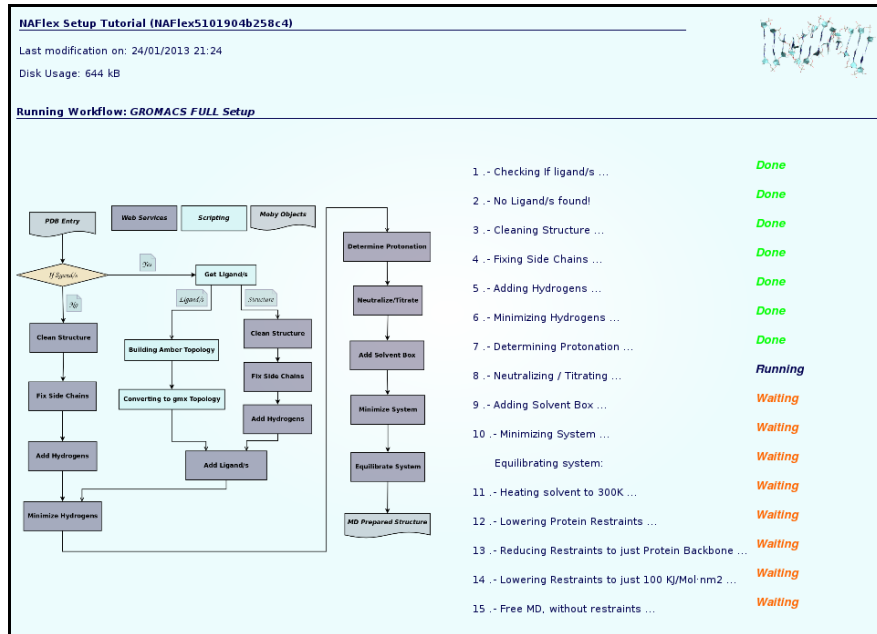 NAFlex Setup Tutorial (NAFlex5101904b258c4)
Last modification on: 24/01/2013 21:24
Disk Usage: 644 kB
Running Workflow: GROMACS FULL Setup
PDB Entry
Web Services
Scripting
Moby Objects
If ligand/s
Yes
No
Get Ligand/s
Ligand/s
Structure
Clean Structure
Fix Side Chains
Add Hydrogens
Minimize Hydrogens
Building Amber Topology
Converting to gmx Topology
Clean Structure
Fix Side Chains
Add Hydrogens
Add Ligand/s
Determine Protonation
Neutralize/Titrate
Add Solvent Box
Minimize System
Equilibrate System
MD Prepared Structure
1 .- Checking If ligand/s ... Done
2 .- No Ligand/s found! Done
3 .- Cleaning Structure ... Done
4 .- Fixing Side Chains ... Done
5 .- Adding Hydrogens ... Done
6 .- Minimizing Hydrogens ... Done
7 .- Determining Protonation ... Done
8 .- Neutralizing / Titrating ... Running
9 .- Adding Solvent Box ... Waiting
10 .- Minimizing System ... Waiting
Equilibrating system: Waiting
11 .- Heating solvent to 300K ... Waiting
12 .- Lowering Protein Restraints ... Waiting
13 .- Reducing Restraints to just Protein Backbone ... Waiting
14 .- Lowering Restraints to just 100 KJ/Mol·nm2 ... Waiting
15 .- Free MD, without restraints ... Waiting